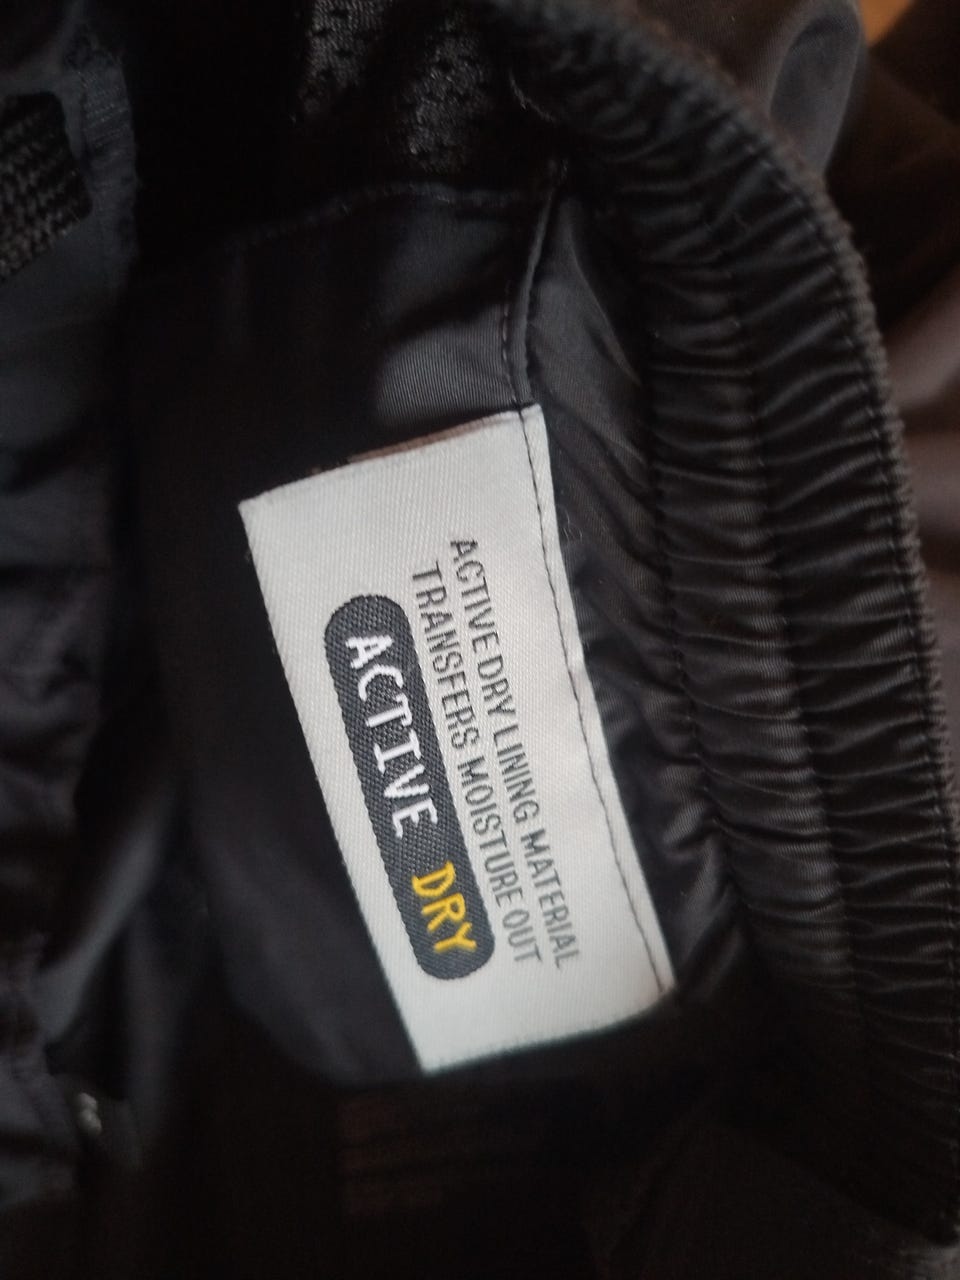 ACTIVE DRY LINING MATERIAL
TRANSFERS MOISTURE OUT
ACTIVE DRY